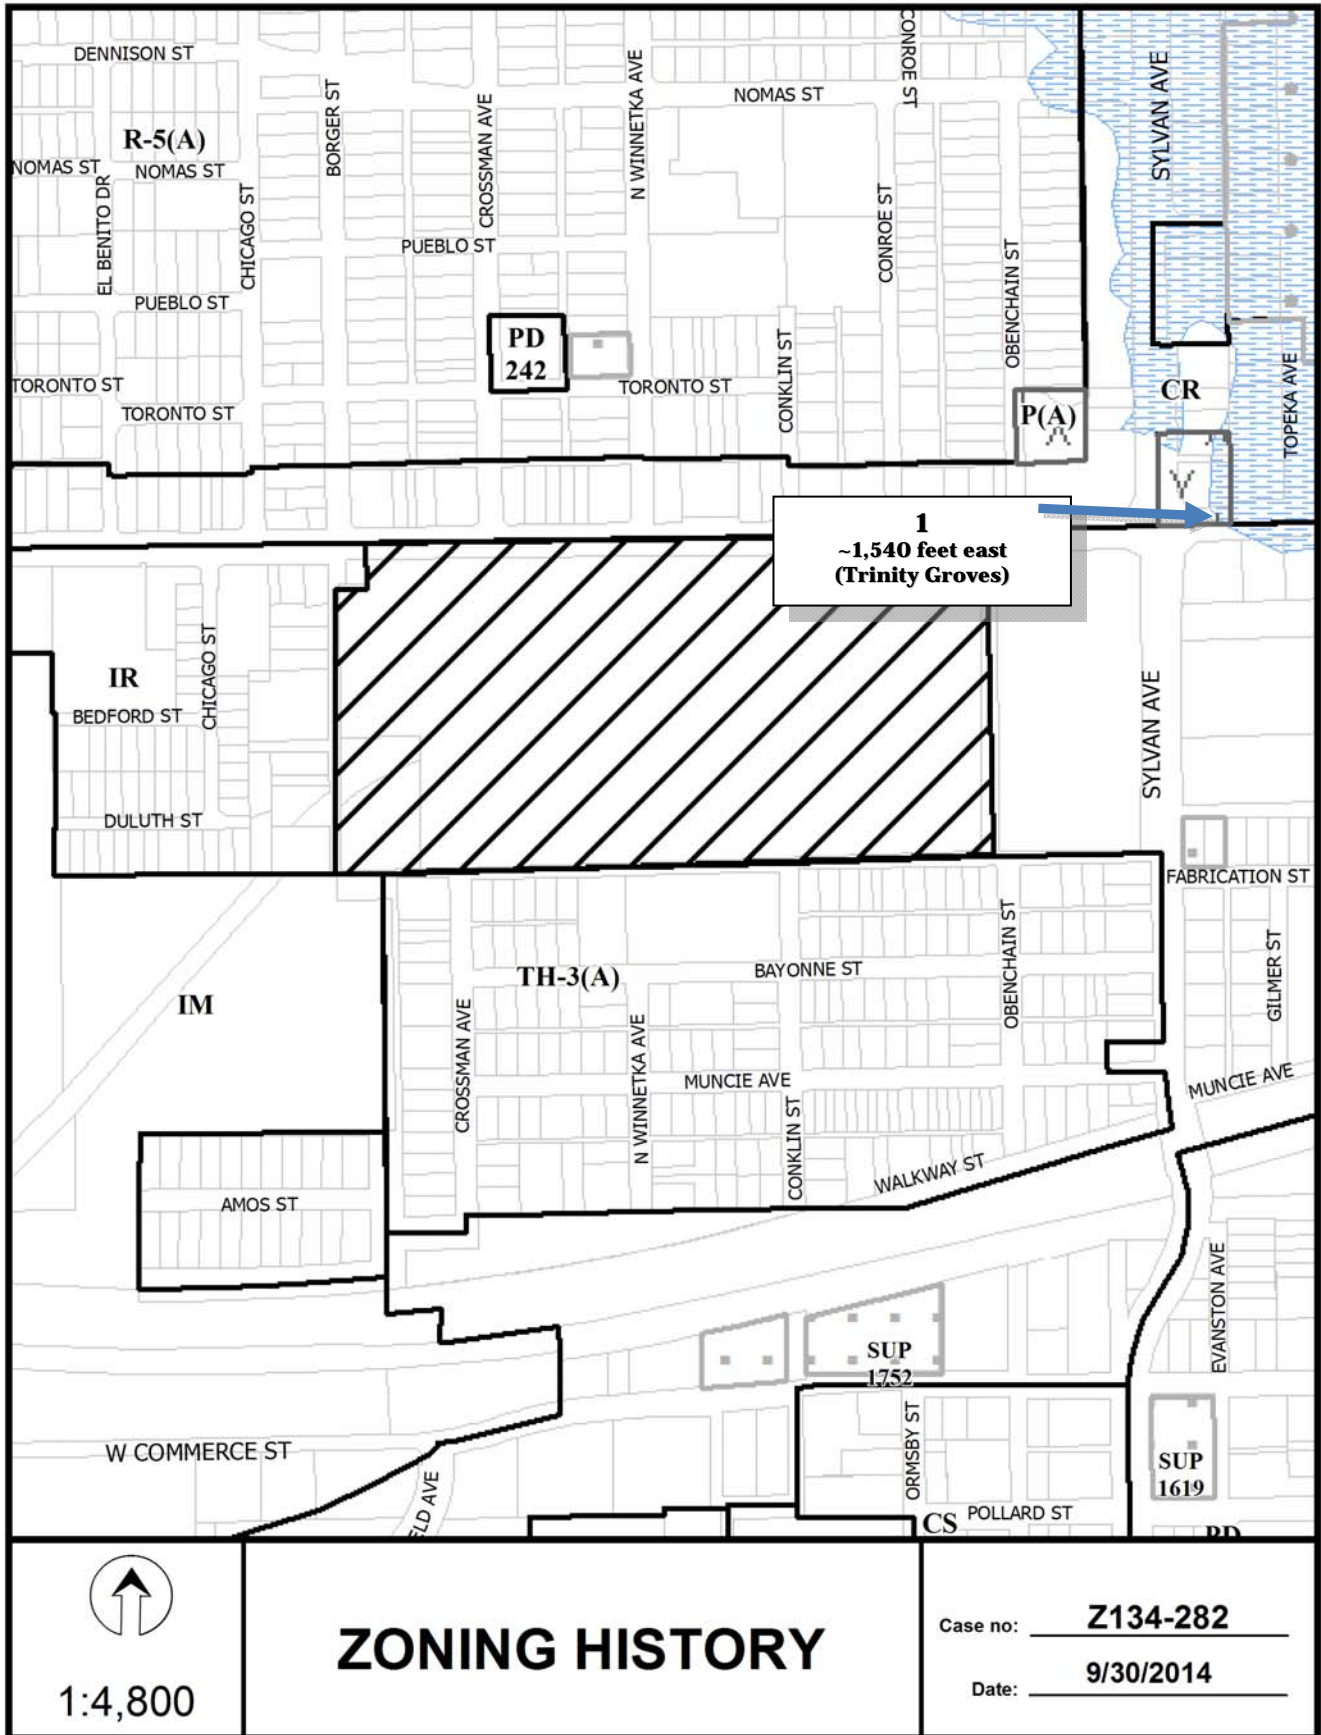 DENNISON ST
BORGER ST
CROSSMAN AVE
N WINNETKA AVE
NOMAS ST
CONROE ST
SYLVAN AVE
R-5(A)
NOMAS ST
NOMAS ST
EL BENITO DR
CHICAGO ST
PUEBLO ST
CONROE ST
OBENCHAIN ST
PUEBLO ST
PD
242
CONKLIN ST
TORONTO ST
TORONTO ST
TORONTO ST
P(A)
CR
TOPEKA AVE
1
~1,540 feet east
(Trinity Groves)
IR
CHICAGO ST
BEDFORD ST
DULUTH ST
SYLVAN AVE
FABRICATION ST
GILMER ST
TH-3(A)
BAYONNE ST
OBENCHAIN ST
IM
CROSSMAN AVE
N WINNETKA AVE
MUNCIE AVE
CONKLIN ST
MUNCIE AVE
WALKWAY ST
AMOS ST
EVANSTON AVE
SUP
1752
W COMMERCE ST
ELD AVE
ORMSBY ST
SUP
1619
CS
POLLARD ST
PD
1:4,800
ZONING HISTORY
Case no: Z134-282
Date: 9/30/2014